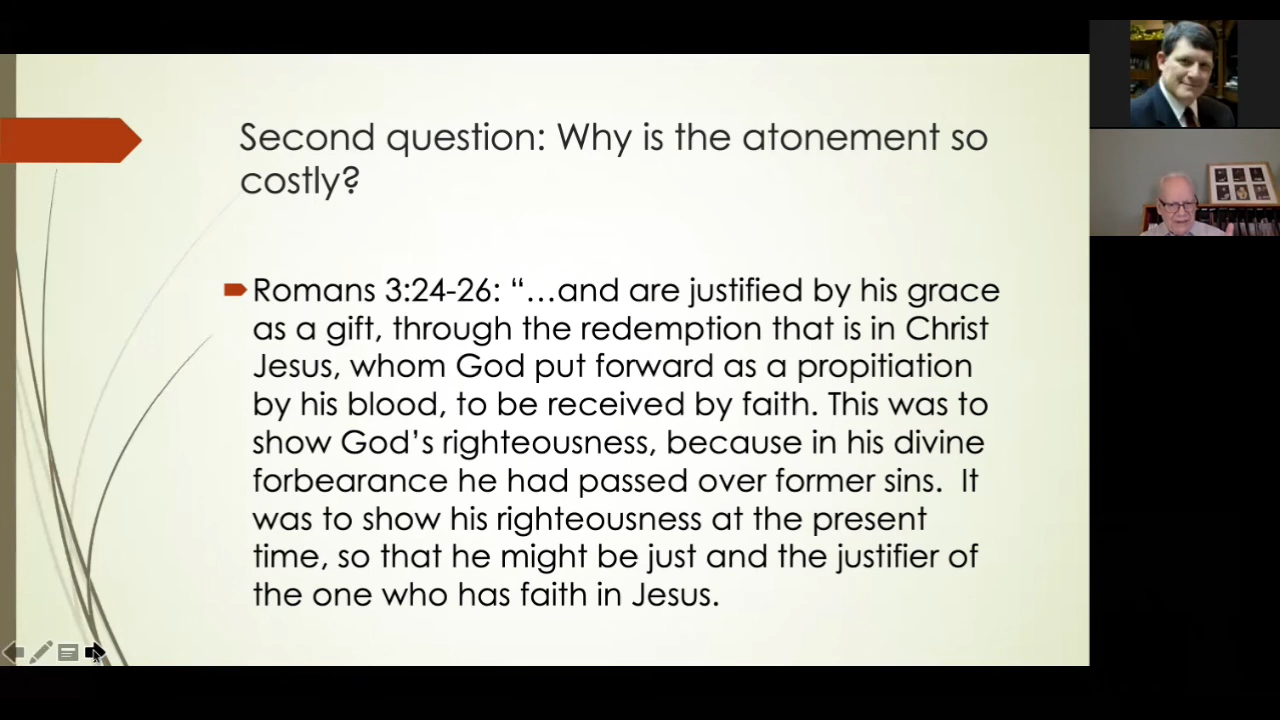 Second question: Why is the atonement so
costly?
Romans 3:24-26: “…and are justified by his grace
as a gift, through the redemption that is in Christ
Jesus, whom God put forward as a propitiation
by his blood, to be received by faith. This was to
show God’s righteousness, because in his divine
forbearance he had passed over former sins.  It
was to show his righteousness at the present
time, so that he might be just and the justifier of
the one who has faith in Jesus.